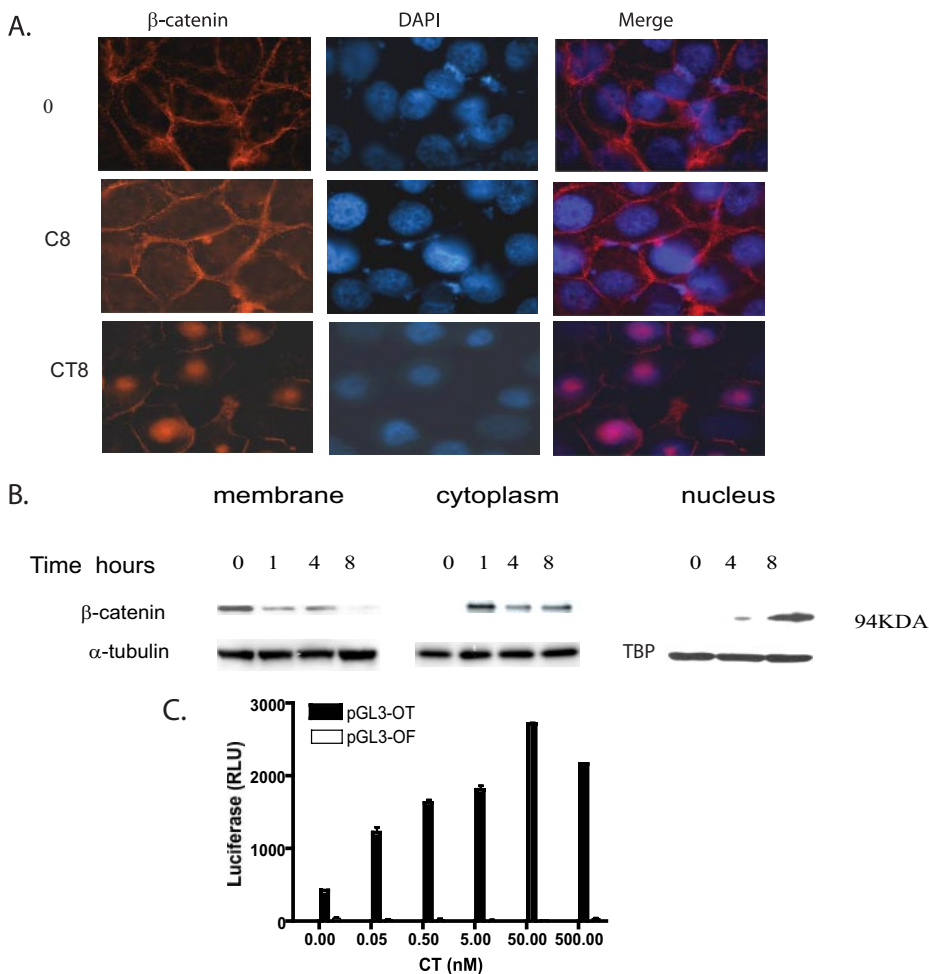 A.
β-catenin DAPI Merge
0
C8
CT8
B.
membrane cytoplasm nucleus
Time hours 0 1 4 8 0 1 4 8 0 4 8
β-catenin 94KDA
α-tubulin TBP
C.
pGL3-OT
pGL3-OF
Luciferase (RLU)
3000
2000
1000
0
0.00 0.05 0.50 5.00 50.00 500.00
CT (nM)